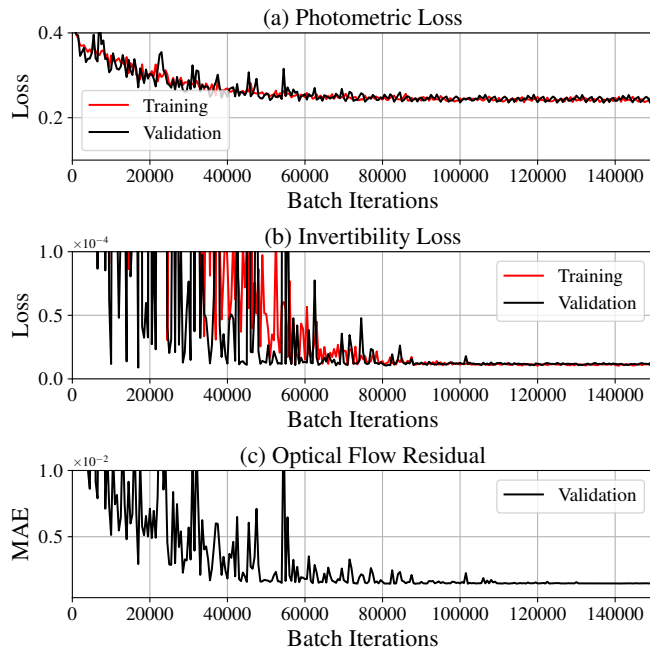 (a) Photometric Loss
0.4
0.2
Loss
Training
Validation
0 20000 40000 60000 80000 100000 120000 140000
Batch Iterations
(b) Invertibility Loss
×10⁻⁴
1.0
0.5
0.0
Loss
Training
Validation
0 20000 40000 60000 80000 100000 120000 140000
Batch Iterations
(c) Optical Flow Residual
×10⁻²
1.0
0.5
MAE
Validation
0 20000 40000 60000 80000 100000 120000 140000
Batch Iterations